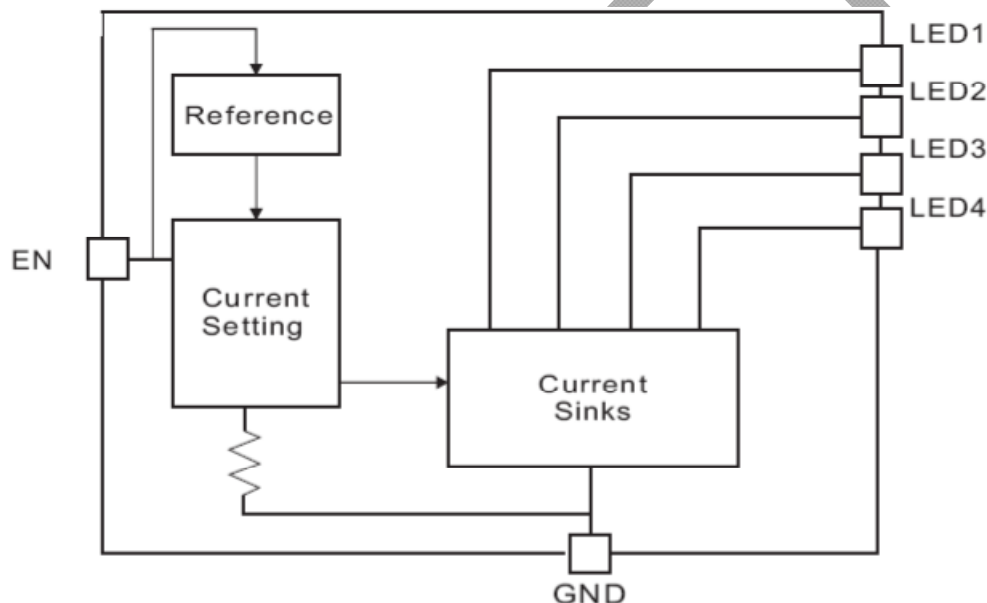 LED1
Reference
LED2
LED3
LED4
EN
Current
Setting
Current
Sinks
GND